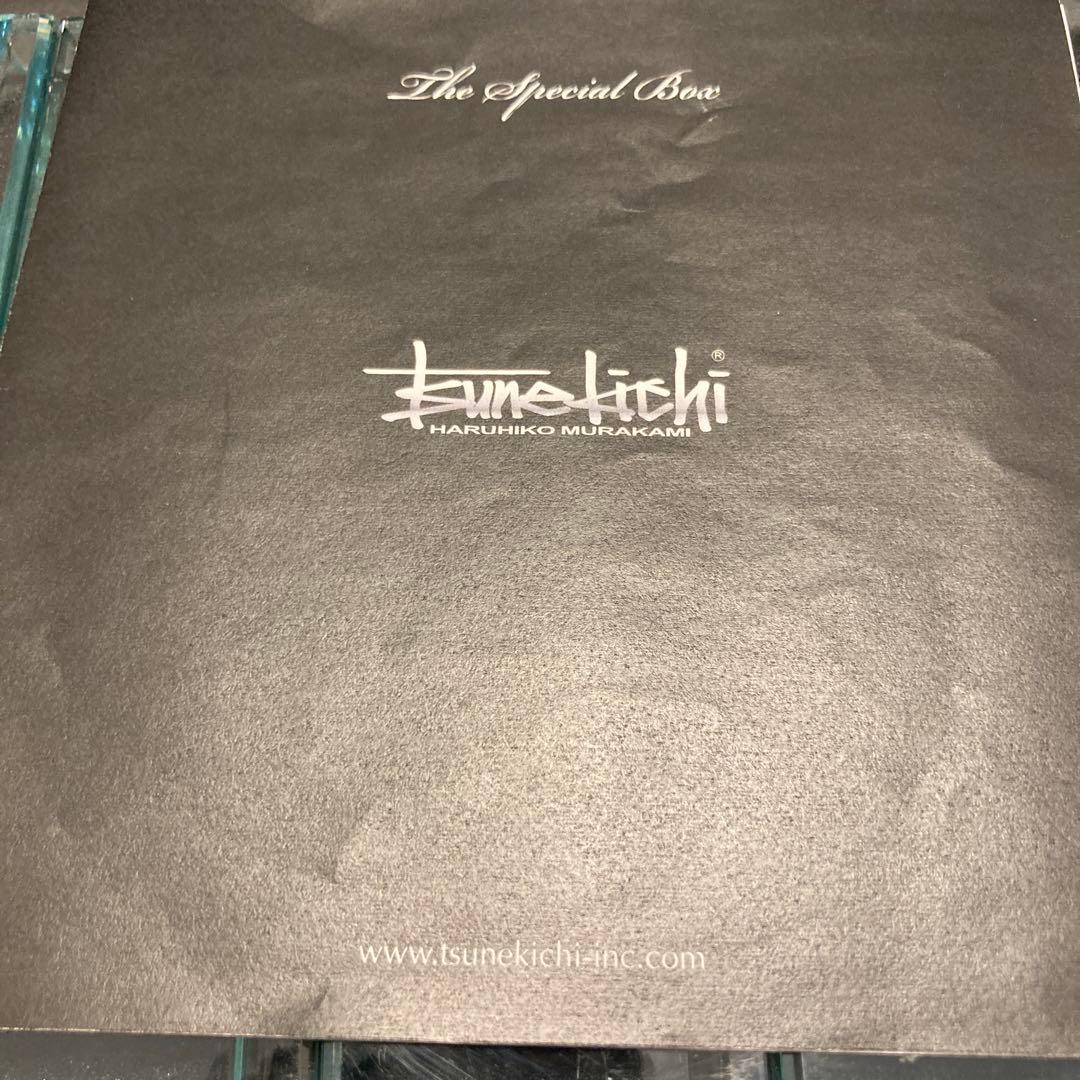 The Special Box
tsunekichi®
HARUHIKO MURAKAMI
www.tsunekichi-inc.com